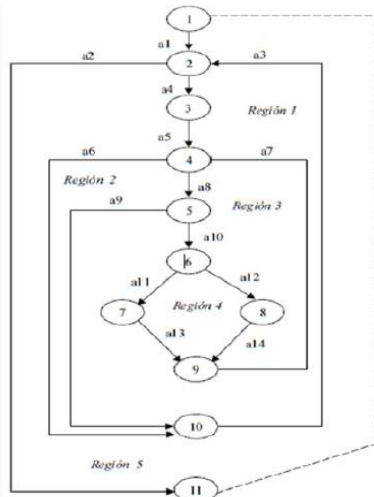 1
a1
a2
a3
2
a4
3
Región 1
a5
a6
4
a7
Región 2
a8
a9
5
Región 3
a10
6
a11
a12
7
Región 4
8
a13
a14
9
10
Región 5
11